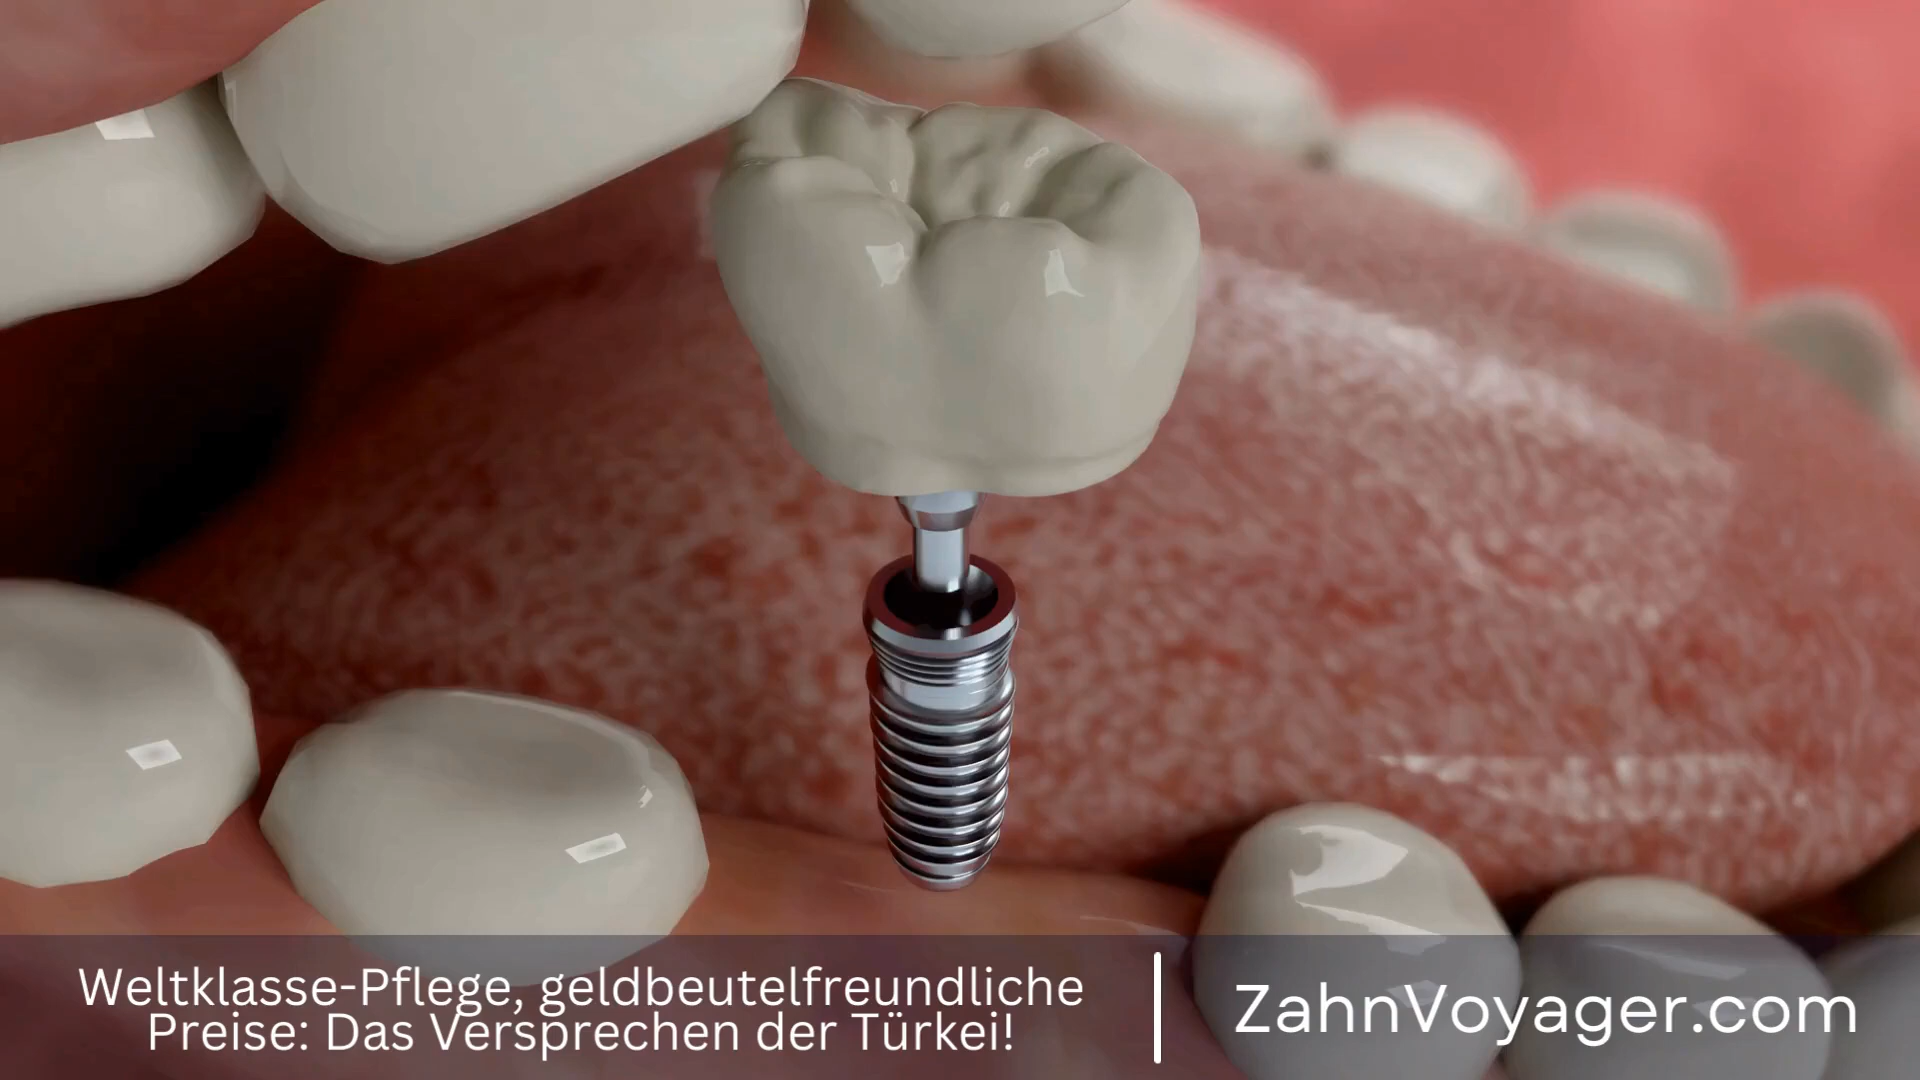 Weltklasse-Pflege, geldbeutelfreundliche
Preise: Das Versprechen der Türkei!
ZahnVoyager.com